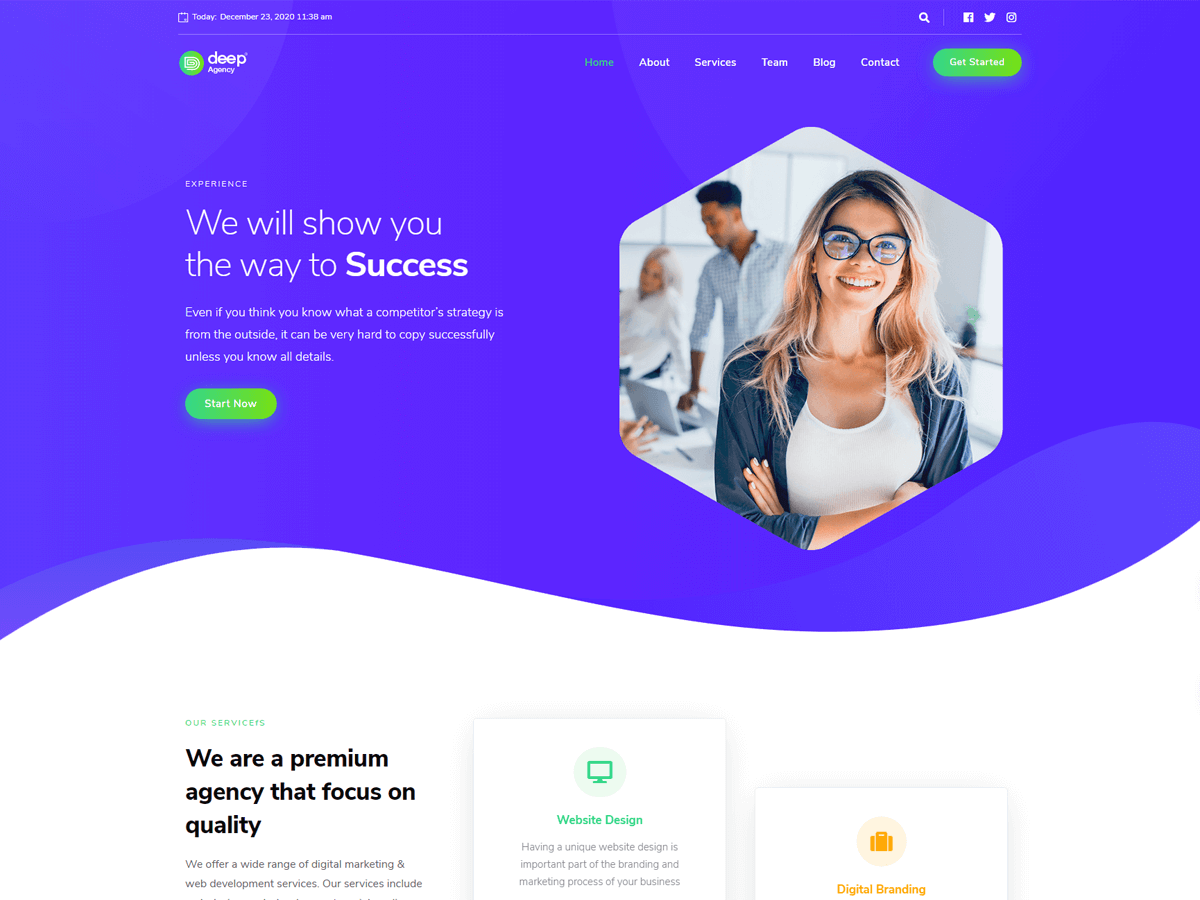 Today: December 23, 2020 11:38 am
deep
Agency
Home About Services Team Blog Contact Get Started
EXPERIENCE
We will show you
the way to Success
Even if you think you know what a competitor's strategy is
from the outside, it can be very hard to copy successfully
unless you know all details.
Start Now
OUR SERVICEfS
We are a premium
agency that focus on
quality
We offer a wide range of digital marketing &
web development services. Our services include
Website Design
Having a unique website design is
important part of the branding and
marketing process of your business
Digital Branding